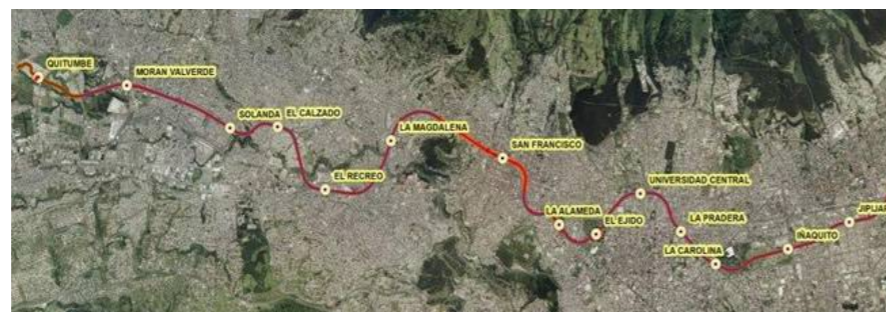 QUITUMBE
MORAN VALVERDE
SOLANDA
EL CALZADO
EL RECREO
LA MAGDALENA
SAN FRANCISCO
LA ALAMEDA
EL EJIDO
UNIVERSIDAD CENTRAL
LA PRADERA
LA CAROLINA
IÑAQUITO
JIPIJAP